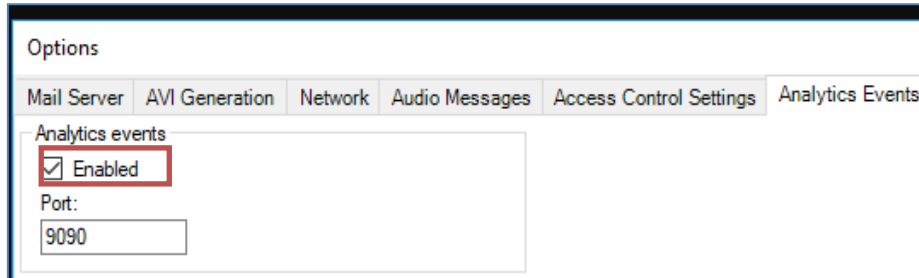 Options
Mail Server AVI Generation Network Audio Messages Access Control Settings Analytics Events
Analytics events
Enabled
Port:
9090